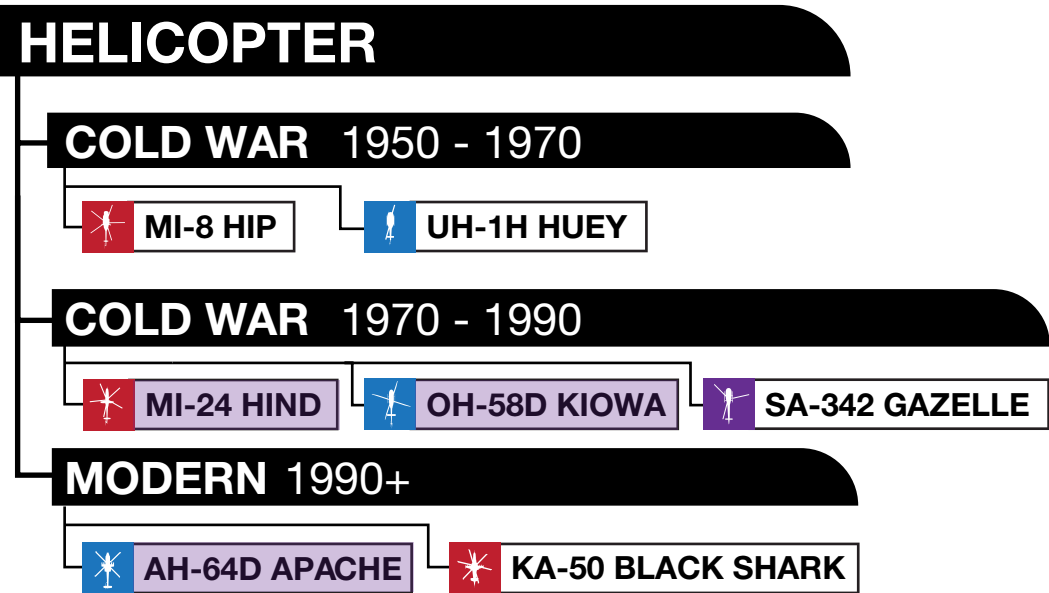 HELICOPTER
COLD WAR 1950 - 1970
MI-8 HIP UH-1H HUEY
COLD WAR 1970 - 1990
MI-24 HIND OH-58D KIOWA SA-342 GAZELLE
MODERN 1990+
AH-64D APACHE KA-50 BLACK SHARK